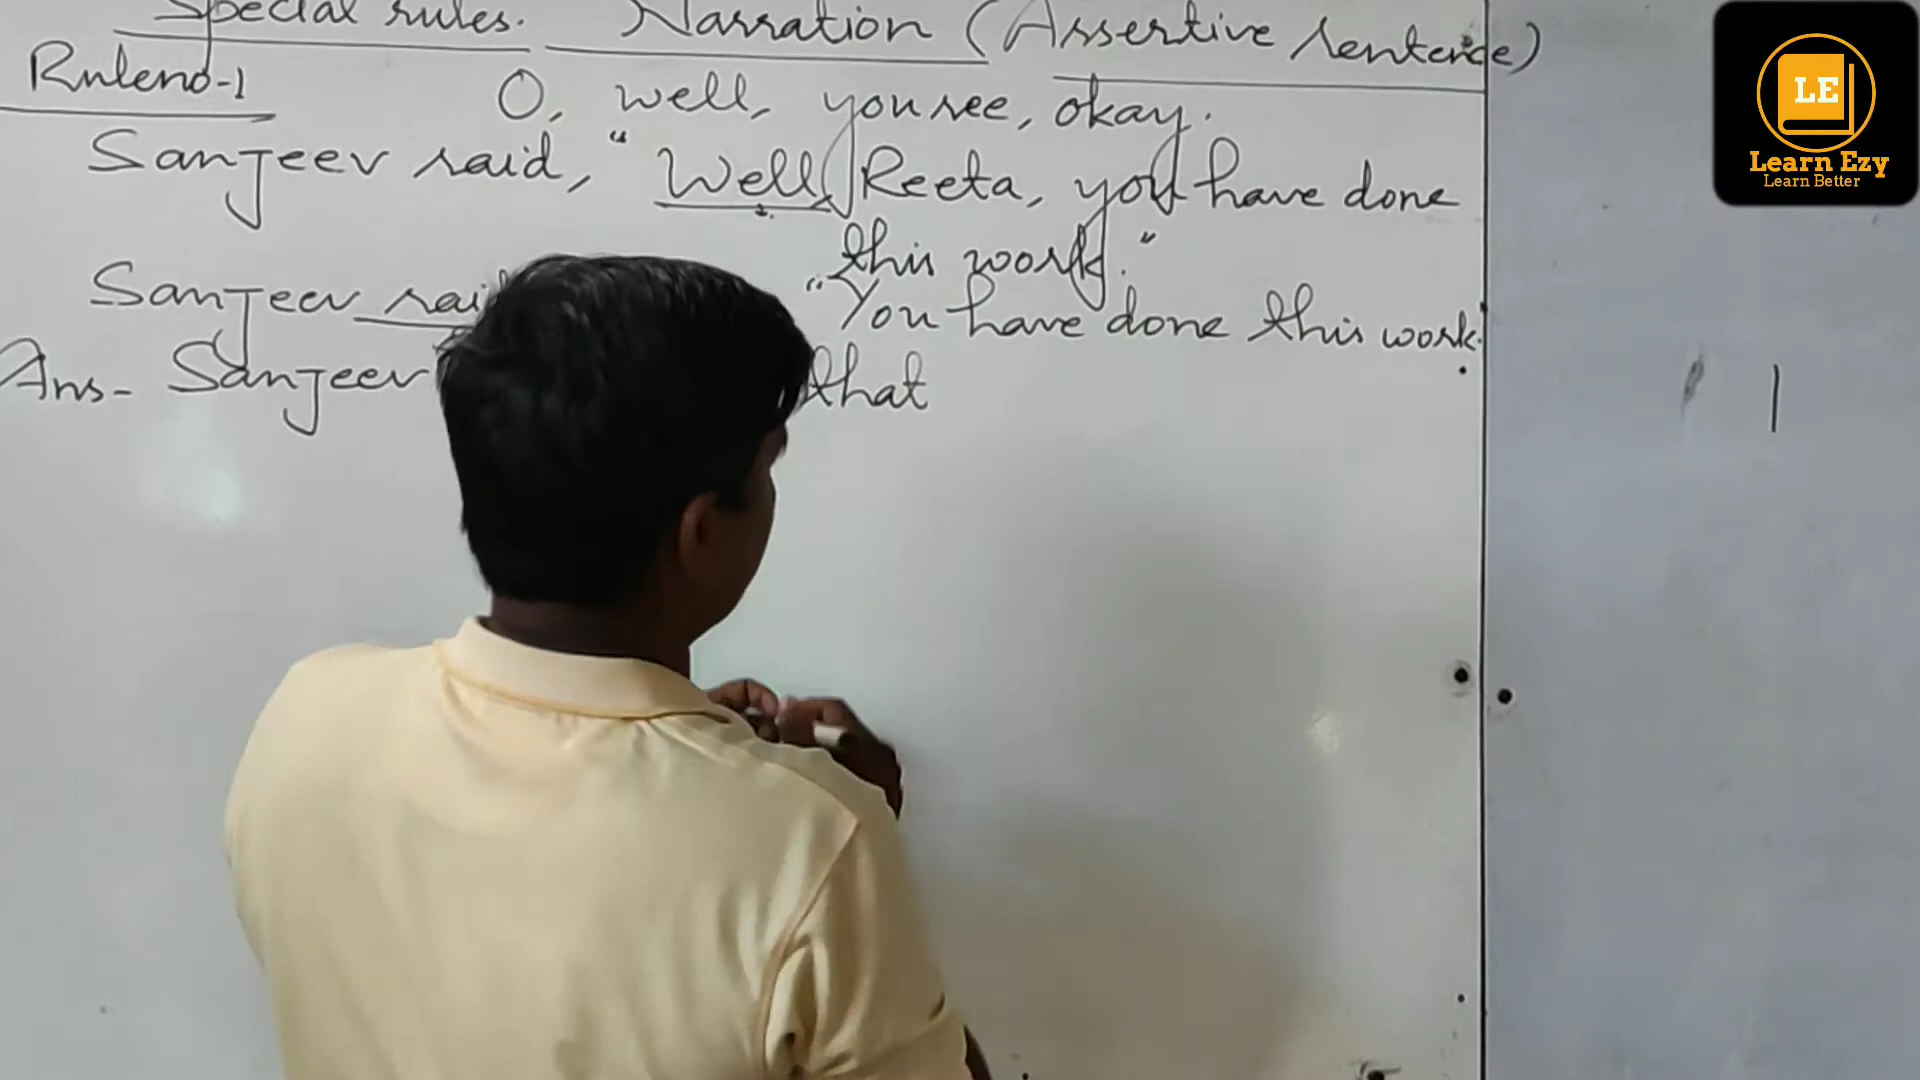 Special rules. Narration (Assertive sentence)
Rule no-1
O, well, you see, okay.
Sanjeev said, "Well, Reeta, you have done
this work."
Sanjeev said "You have done this work.
Ans- Sanjeev that
LE
Learn Ezy
Learn Better